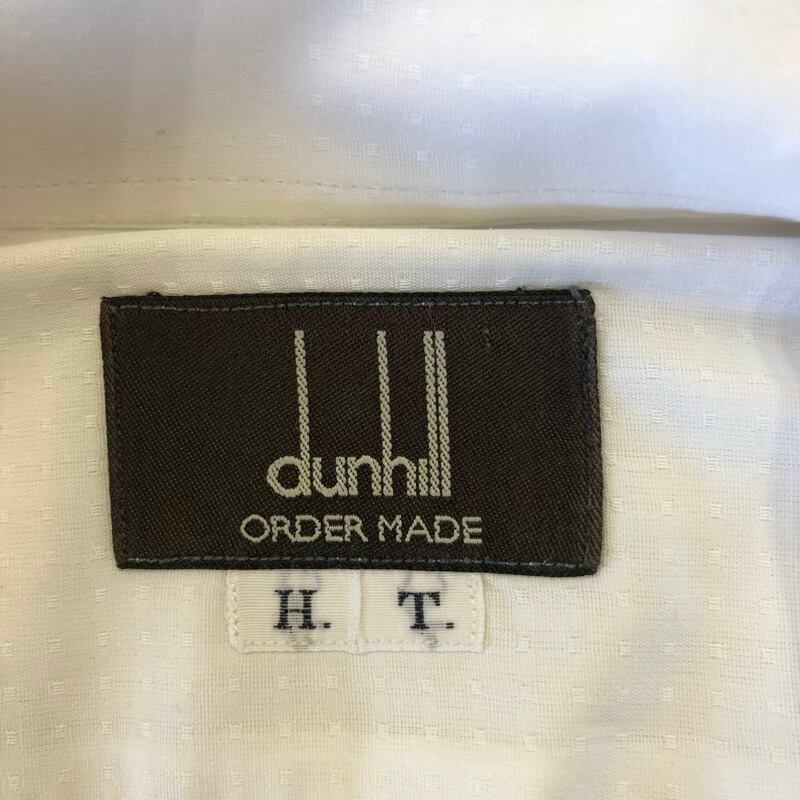 dunhill
ORDER MADE
H. T.